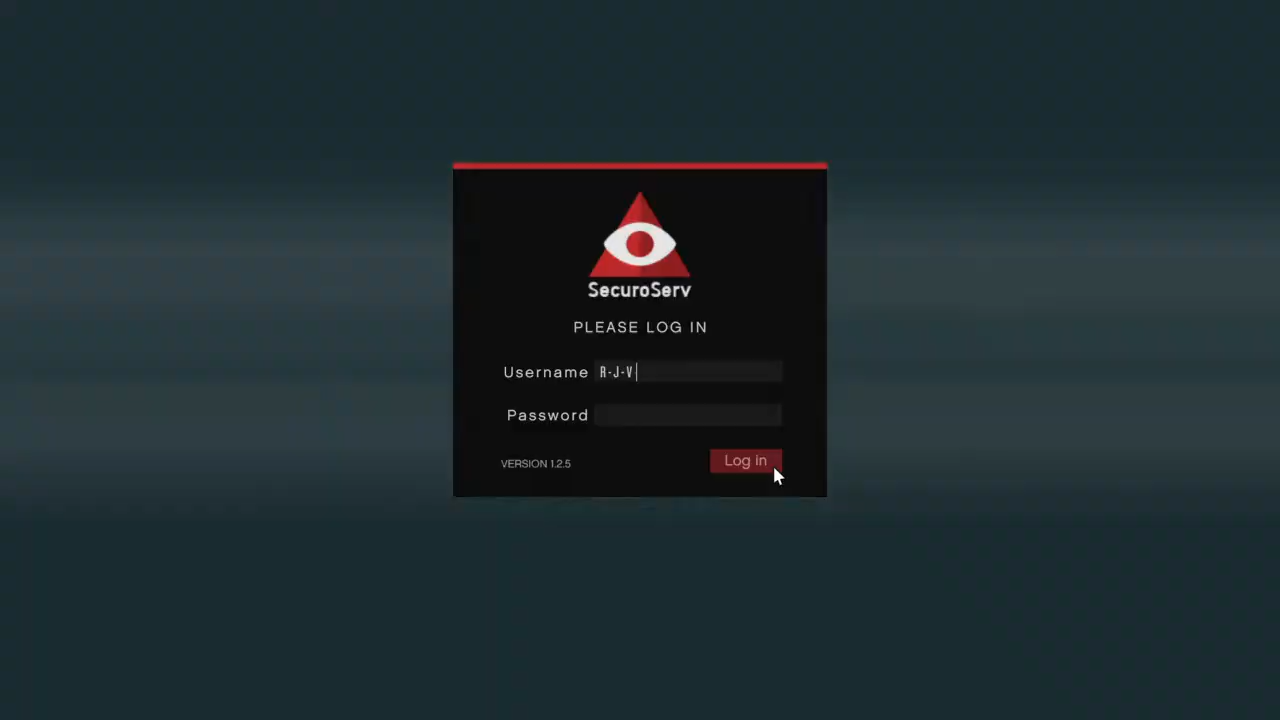 SecuroServ
PLEASE LOG IN
Username R-J-V
Password
VERSION 1.2.5 Log in